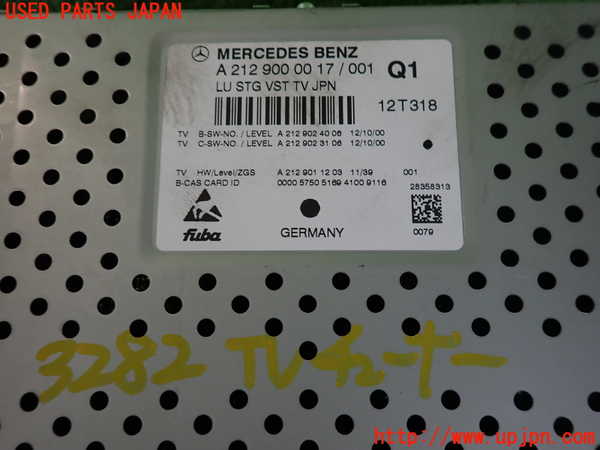 USED PARTS JAPAN
MERCEDES BENZ
A 212 900 00 17 / 001 Q1
LU STG VST TV JPN
12T318
TV B-SW-NO. / LEVEL A 212 902 40 06 12/10/00
TV C-SW-NO. / LEVEL A 212 902 31 06 12/10/00
TV HW/Level/ZGS A 212 901 12 03 11/39 001
B-CAS CARD ID 0000 5750 5169 4100 9116
28358313
fuba
GERMANY
0079
3282 TVチューナー
UPJ http://www.upjpn.com/